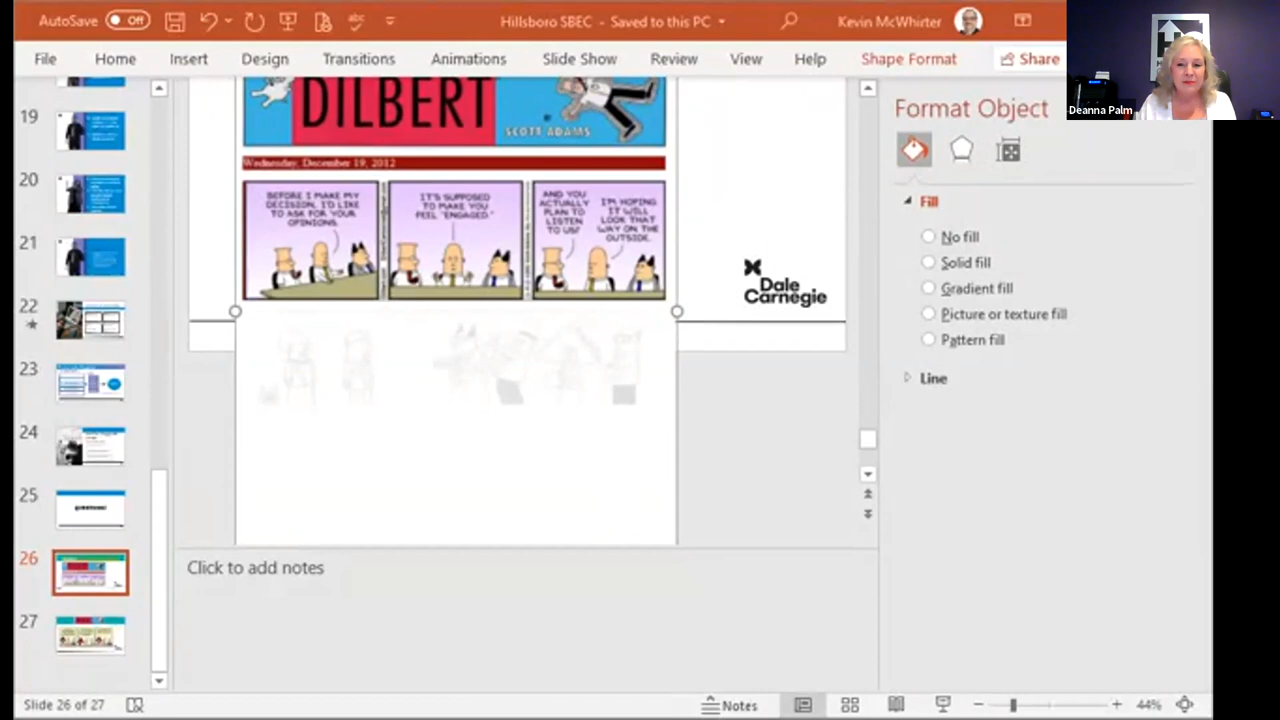 AutoSave Off
Hillsboro SBEC - Saved to this PC
Kevin McWhirter
File Home Insert Design Transitions Animations Slide Show Review View Help Shape Format Share
Deanna Palm
19
20
21
22
23
24
25
26
27
DILBERT
BY
SCOTT ADAMS
Wednesday, December 19, 2012
BEFORE I MAKE MY
DECISION, I'D LIKE
TO ASK FOR YOUR
OPINIONS.
IT'S SUPPOSED
TO MAKE YOU
FEEL "ENGAGED."
AND YOU
ACTUALLY
PLAN TO
LISTEN
TO US?
I'M HOPING
IT WILL
LOOK THAT
WAY ON THE
OUTSIDE.
Dale
Carnegie
Format Object
Fill
No fill
Solid fill
Gradient fill
Picture or texture fill
Pattern fill
Line
Click to add notes
Slide 26 of 27
Notes
44%